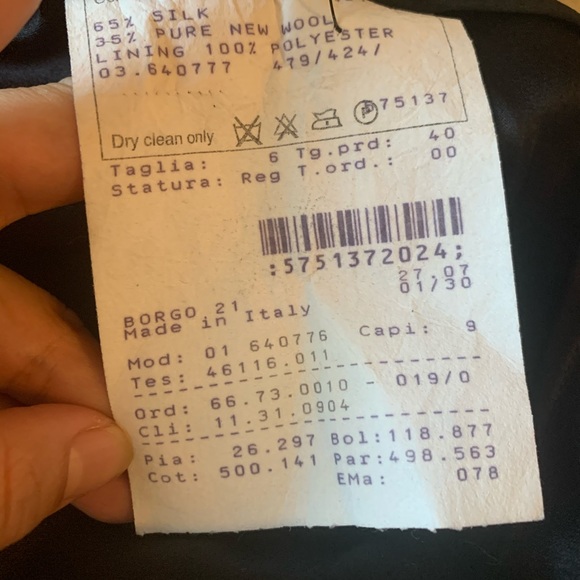 65% SILK
35% PURE NEW WOOL
LINING 100% POLYESTER
03.640777 479/424/
P 75137
Dry clean only
Taglia: 6 Tg.prd: 40
Statura: Reg T.ord.: 00
:5751372024;
27.07
01/30
BORGO 21
Made in Italy
Mod: 01 640776 Capi: 9
Tes: 46116.011
Ord: 66.73.0010 - 019/0
Cli: 11.31.0904
Pia: 26.297 Bol:118.877
Cot: 500.141 Par:498.563
EMa: 078